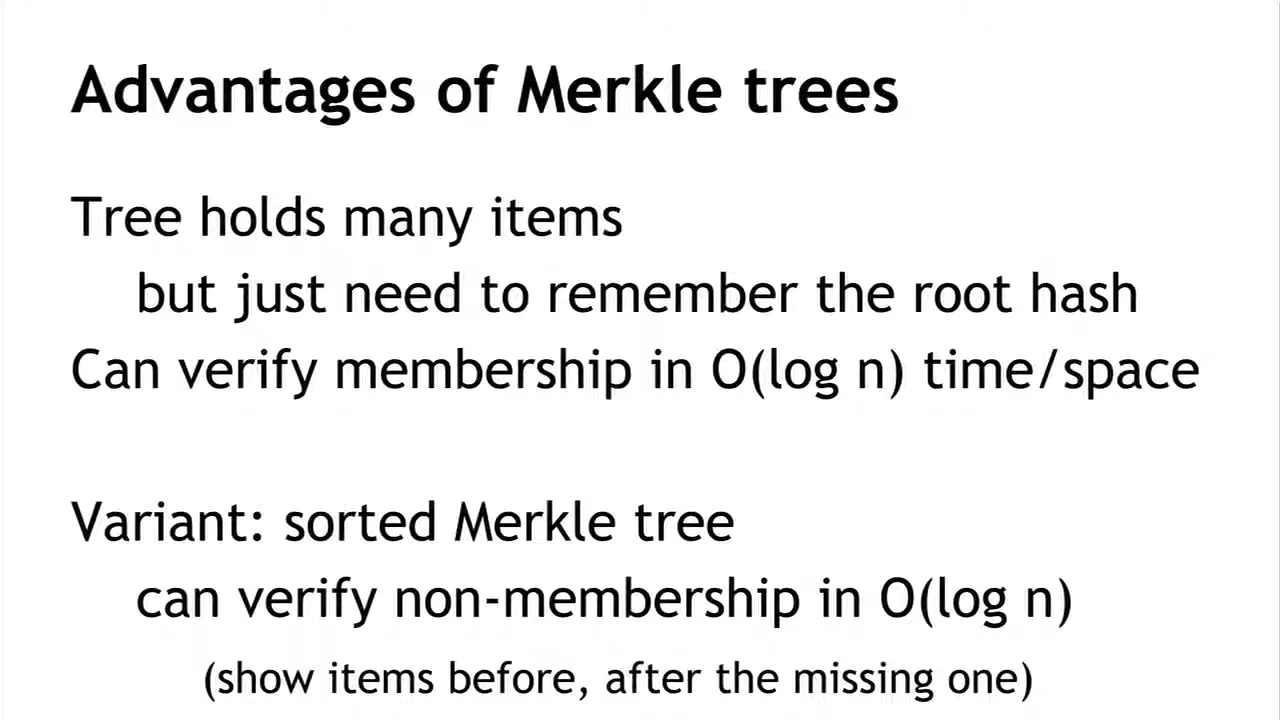 Advantages of Merkle trees
Tree holds many items
but just need to remember the root hash
Can verify membership in O(log n) time/space
Variant: sorted Merkle tree
can verify non-membership in O(log n)
(show items before, after the missing one)